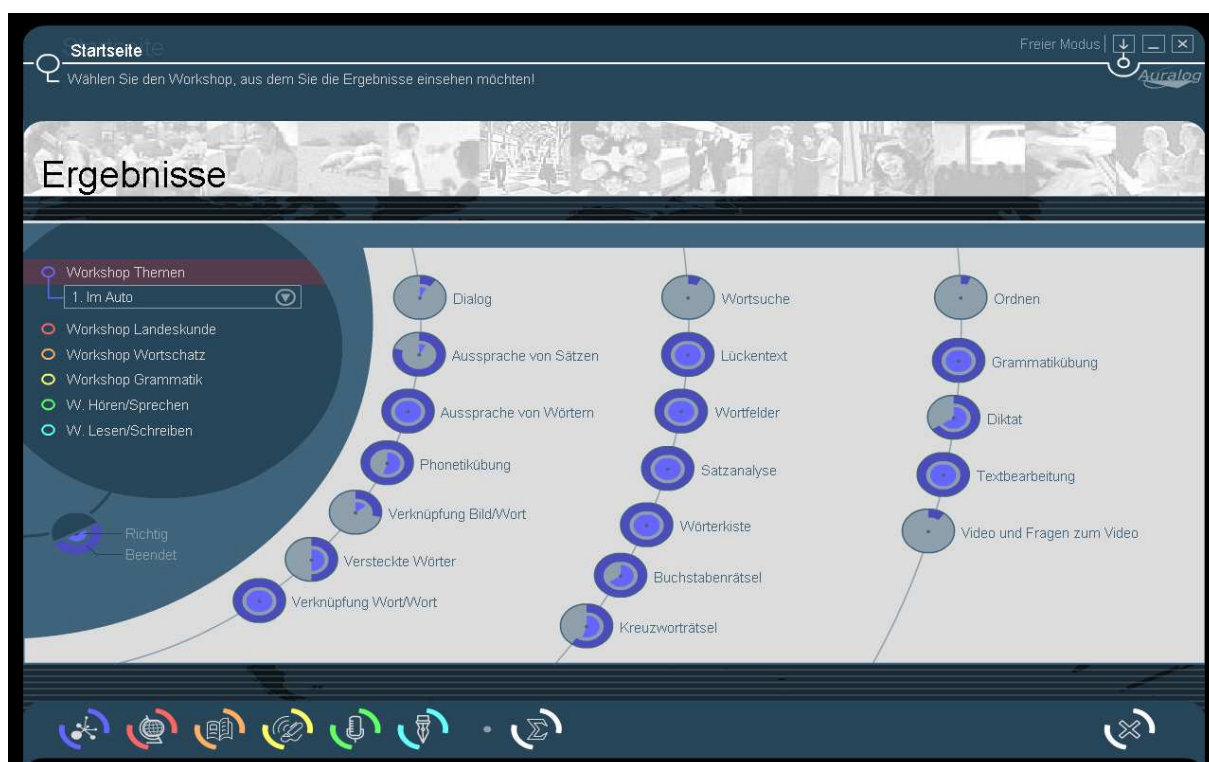 Startseite
Freier Modus
Wählen Sie den Workshop, aus dem Sie die Ergebnisse einsehen möchten!
Auralog
Ergebnisse
Workshop Themen
1. Im Auto
Workshop Landeskunde
Workshop Wortschatz
Workshop Grammatik
W. Hören/Sprechen
W. Lesen/Schreiben
Richtig
Beendet
Dialog
Aussprache von Sätzen
Aussprache von Wörtern
Phonetikübung
Verknüpfung Bild/Wort
Versteckte Wörter
Verknüpfung Wort/Wort
Wortsuche
Lückentext
Wortfelder
Satzanalyse
Wörterkiste
Buchstabenrätsel
Kreuzworträtsel
Ordnen
Grammatikübung
Diktat
Textbearbeitung
Video und Fragen zum Video